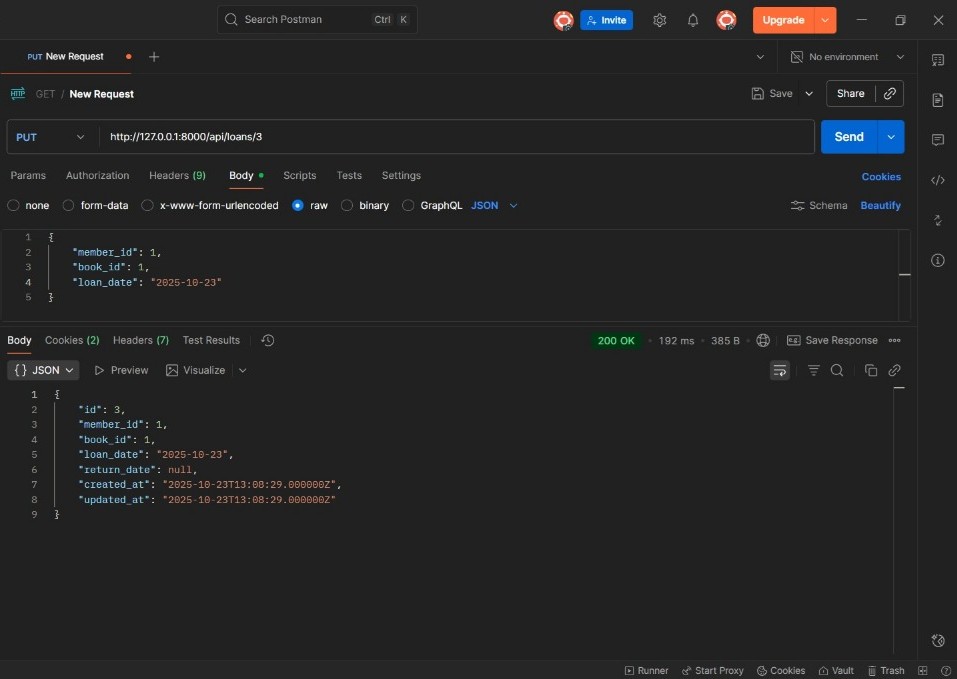 Search Postman Ctrl K Invite Upgrade
PUT New Request No environment
HTTP GET / New Request Save Share
PUT http://127.0.0.1:8000/api/loans/3 Send
Params Authorization Headers (9) Body Scripts Tests Settings Cookies
none form-data x-www-form-urlencoded raw binary GraphQL JSON Schema Beautify
1 {
2 "member_id": 1,
3 "book_id": 1,
4 "loan_date": "2025-10-23"
5 }
Body Cookies (2) Headers (7) Test Results 200 OK 192 ms 385 B e.g. Save Response
{} JSON Preview Visualize
1 {
2 "id": 3,
3 "member_id": 1,
4 "book_id": 1,
5 "loan_date": "2025-10-23",
6 "return_date": null,
7 "created_at": "2025-10-23T13:08:29.000000Z",
8 "updated_at": "2025-10-23T13:08:29.000000Z"
9 }
Runner Start Proxy Cookies Vault Trash